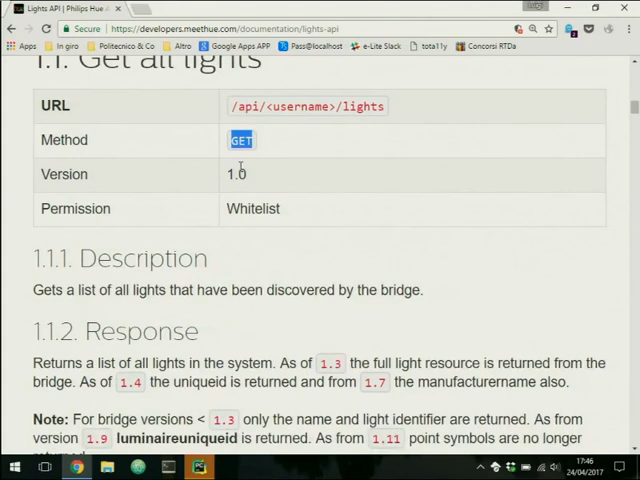 Lights API | Philips Hue A
Secure
https://developers.meethue.com/documentation/lights-api
Apps
In giro
Politecnico & Co
Altro
Google Apps APP
Pass@localhost
e-Lite Slack
tota11y
Concorsi RTDa
1.1. Get all lights
URL
/api/<username>/lights
Method
GET
Version
1.0
Permission
Whitelist
1.1.1. Description
Gets a list of all lights that have been discovered by the bridge.
1.1.2. Response
Returns a list of all lights in the system. As of 1.3 the full light resource is returned from the
bridge. As of 1.4 the uniqueid is returned and from 1.7 the manufacturername also.
Note: For bridge versions < 1.3 only the name and light identifier are returned. As from
version 1.9 luminaireuniqueid is returned. As from 1.11 point symbols are no longer
returned
17:46
24/04/2017